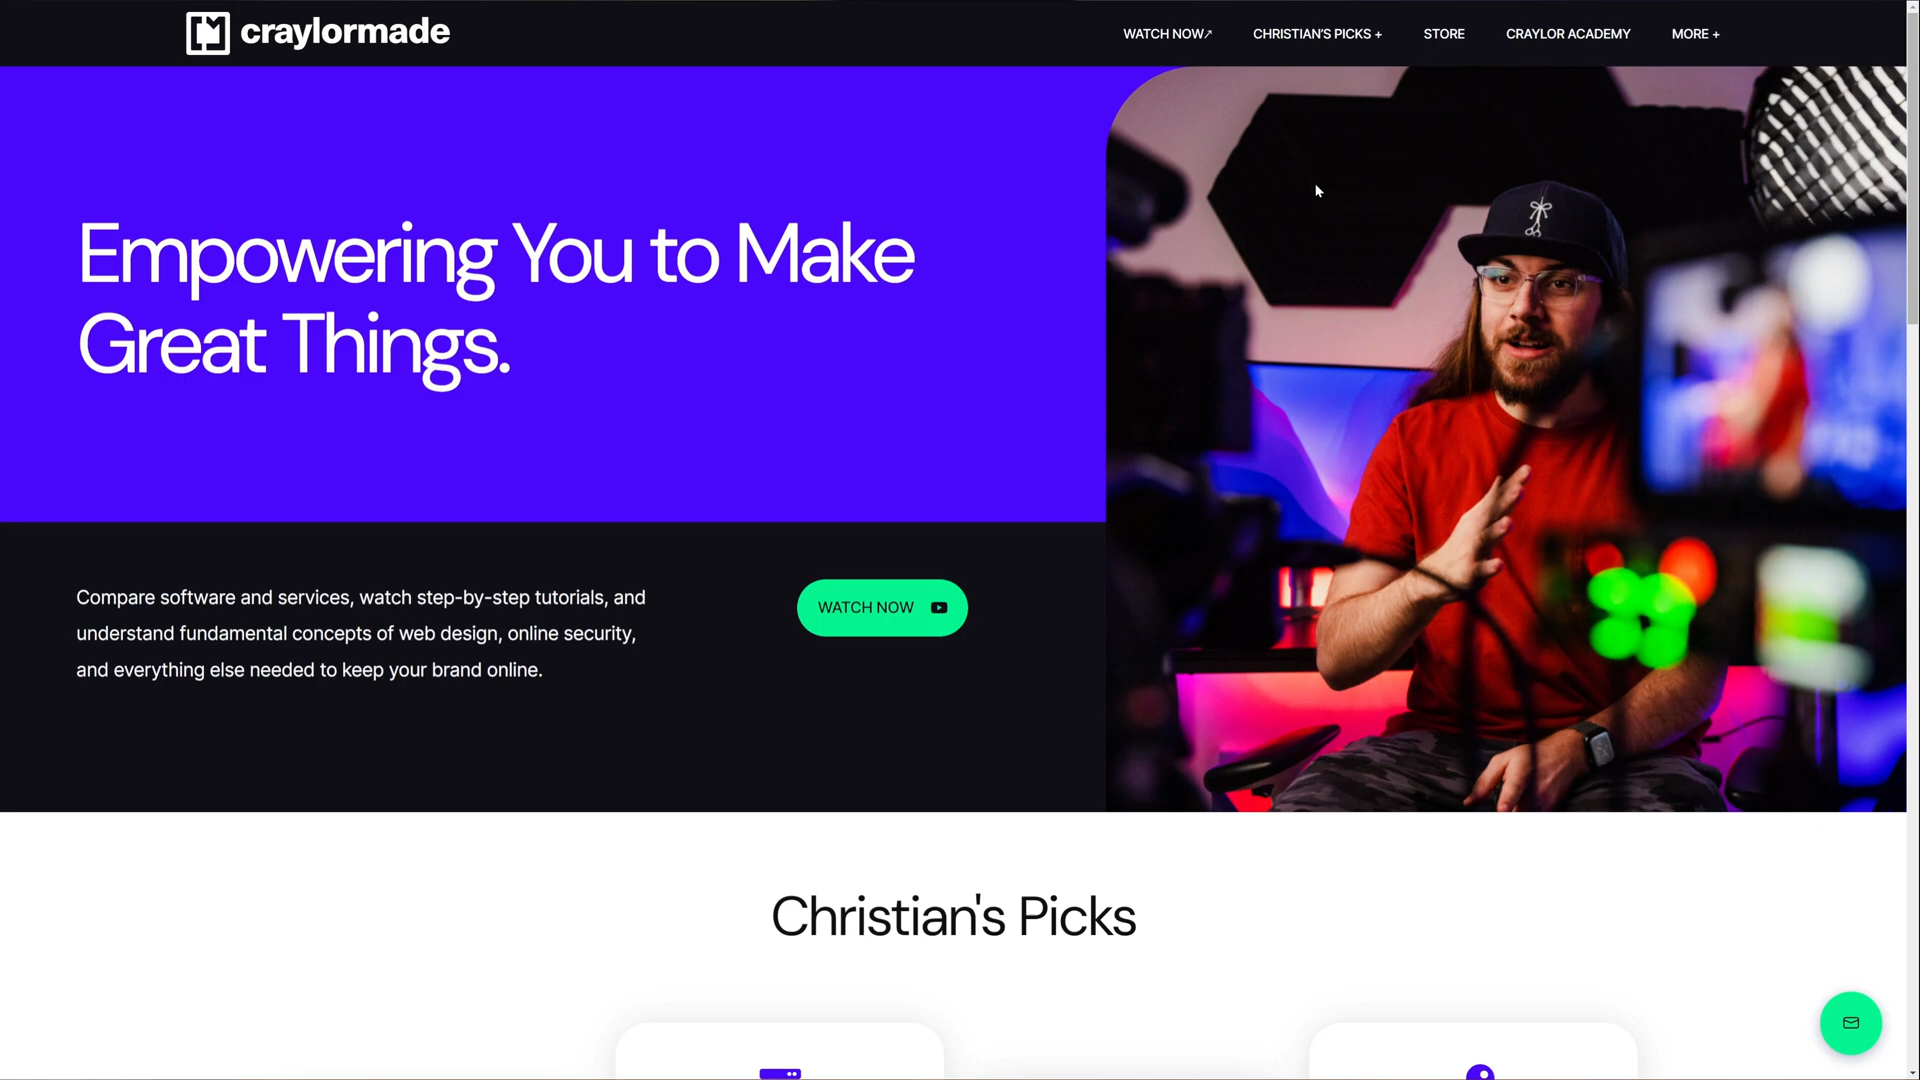 craylormade
WATCH NOW↗ CHRISTIAN'S PICKS + STORE CRAYLOR ACADEMY MORE +
Empowering You to Make
Great Things.
Compare software and services, watch step-by-step tutorials, and
understand fundamental concepts of web design, online security,
and everything else needed to keep your brand online.
WATCH NOW
Christian's Picks